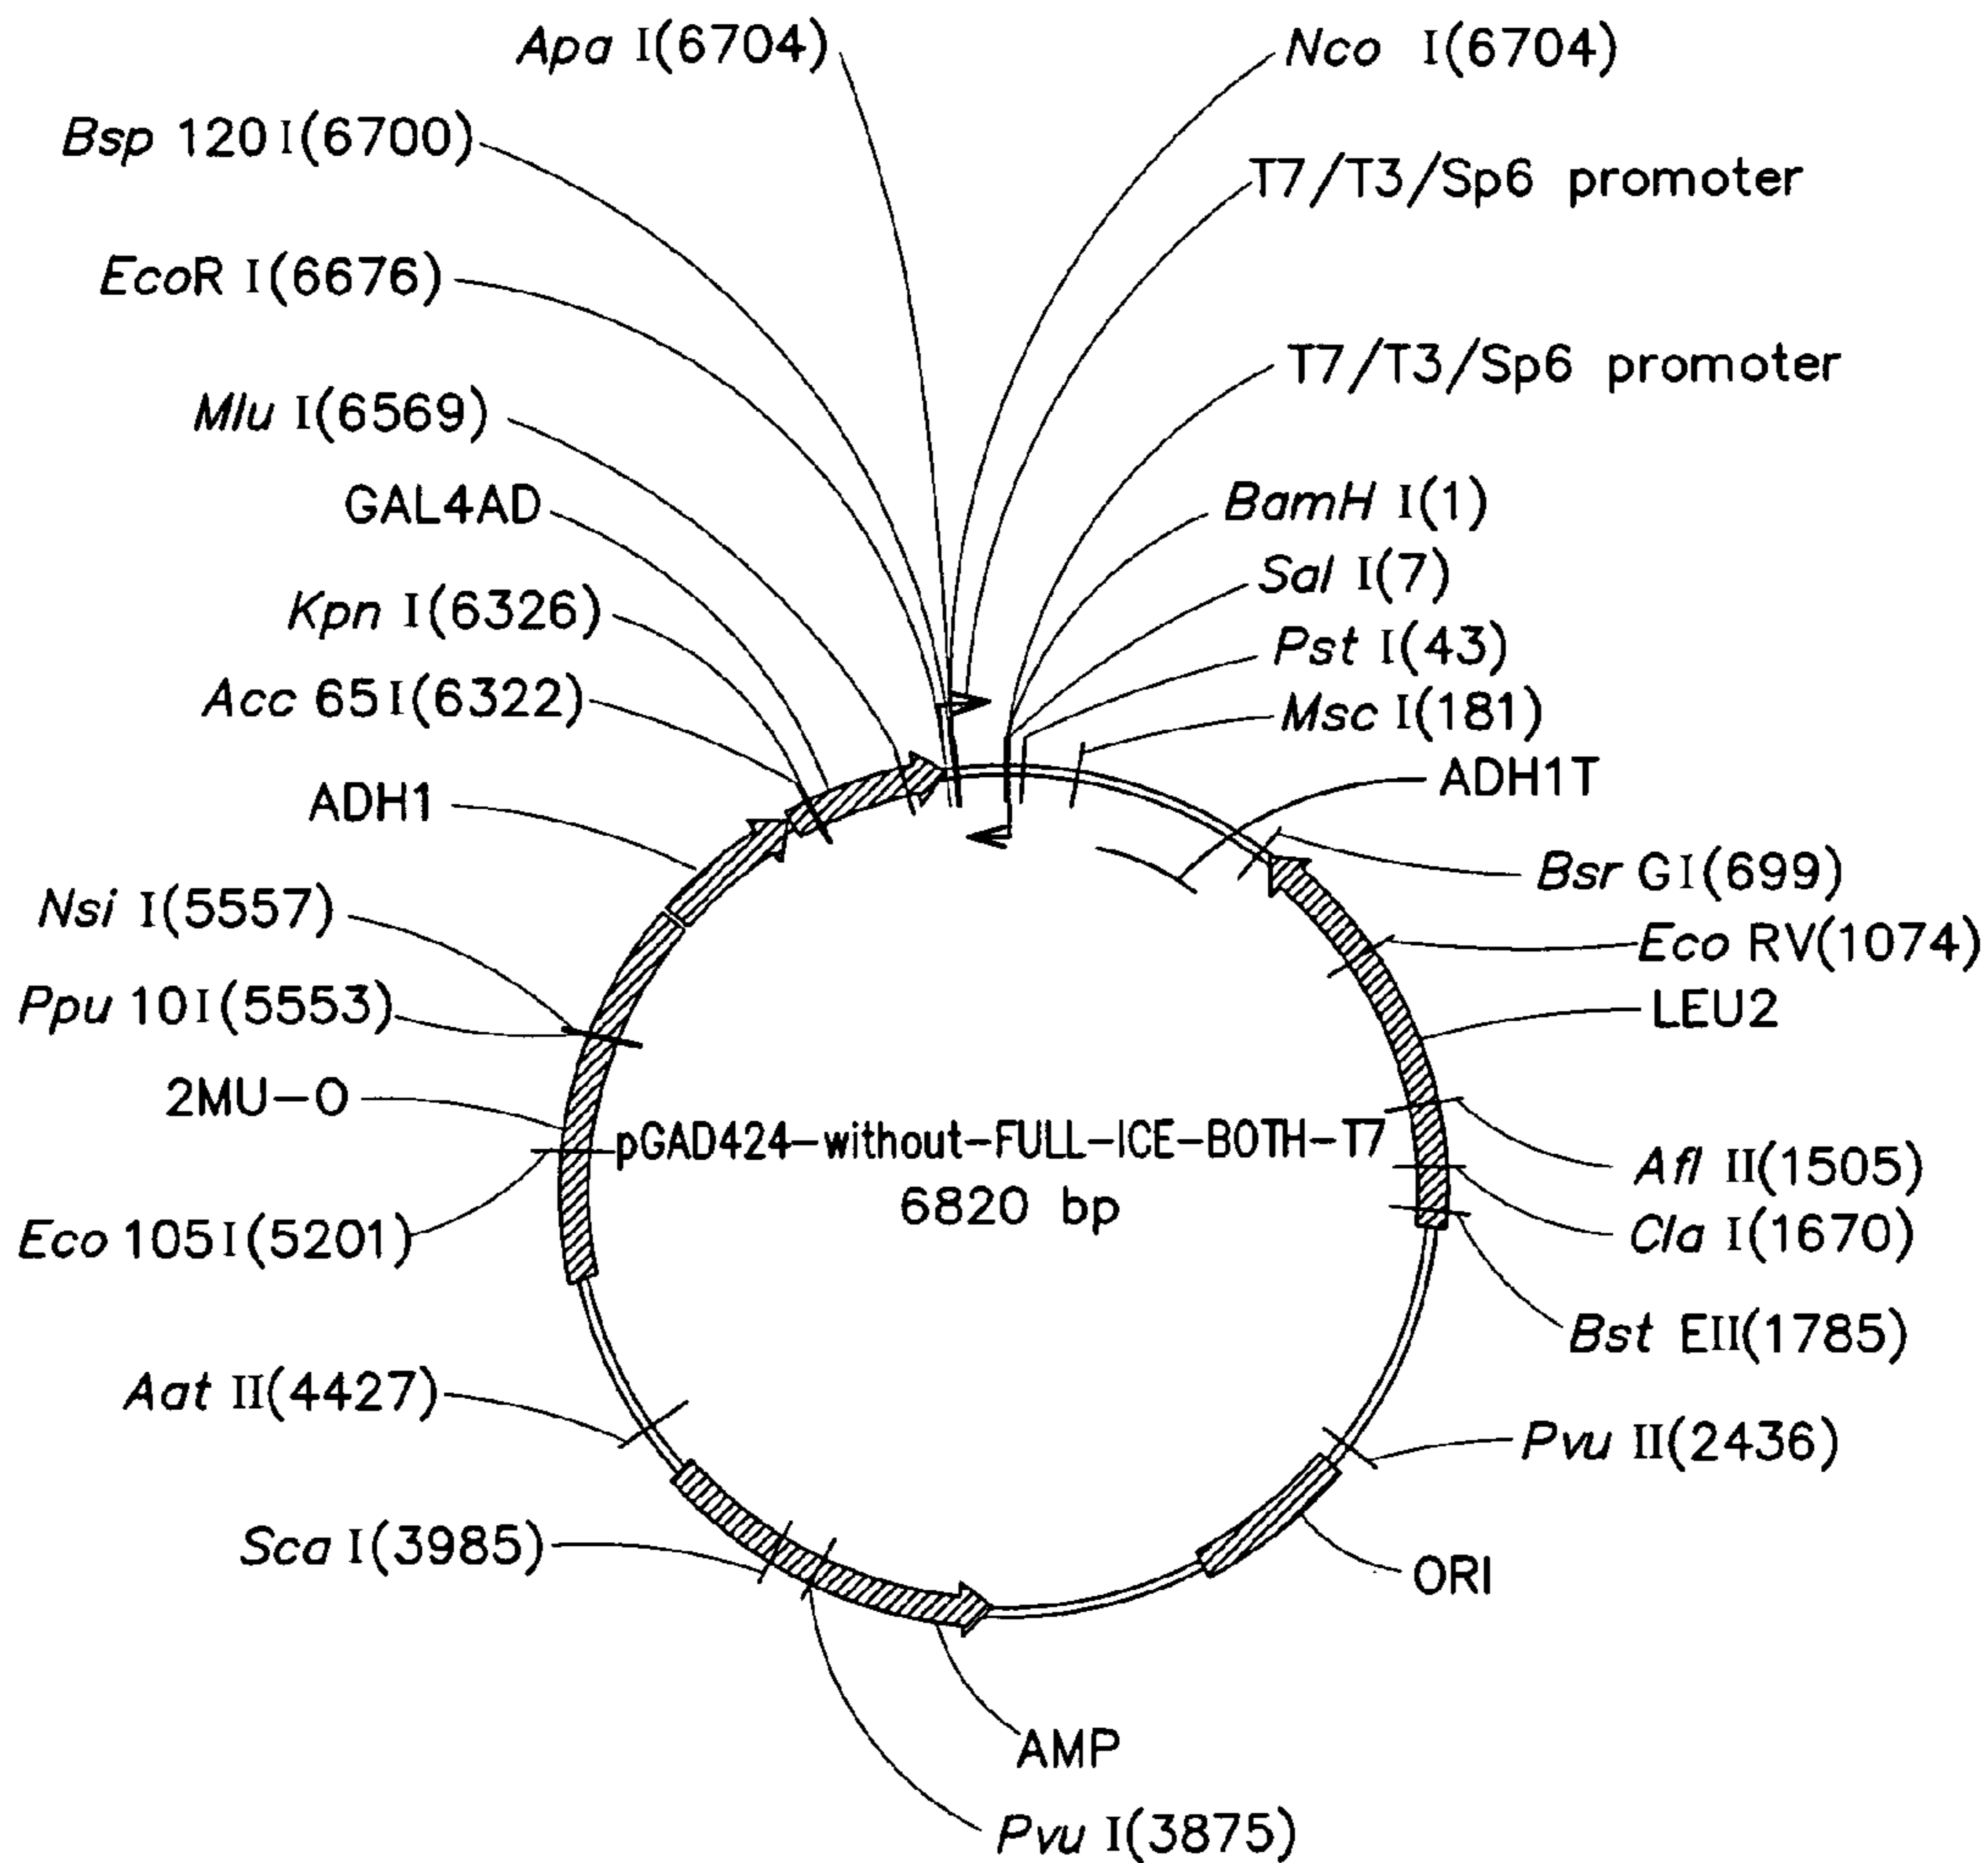 Apa I(6704)
Nco I(6704)
Bsp 120I(6700)
T7/T3/Sp6 promoter
EcoR I(6676)
T7/T3/Sp6 promoter
Mlu I(6569)
GAL4AD
BamH I(1)
Sal I(7)
Kpn I(6326)
Pst I(43)
Acc 65I(6322)
Msc I(181)
ADH1T
ADH1
Bsr GI(699)
Nsi I(5557)
Eco RV(1074)
Ppu 10I(5553)
LEU2
2MU-O
pGAD424-without-FULL-ICE-BOTH-T7
6820 bp
Afl II(1505)
Eco 105I(5201)
Cla I(1670)
Bst EII(1785)
Aat II(4427)
Pvu II(2436)
Sca I(3985)
ORI
AMP
Pvu I(3875)